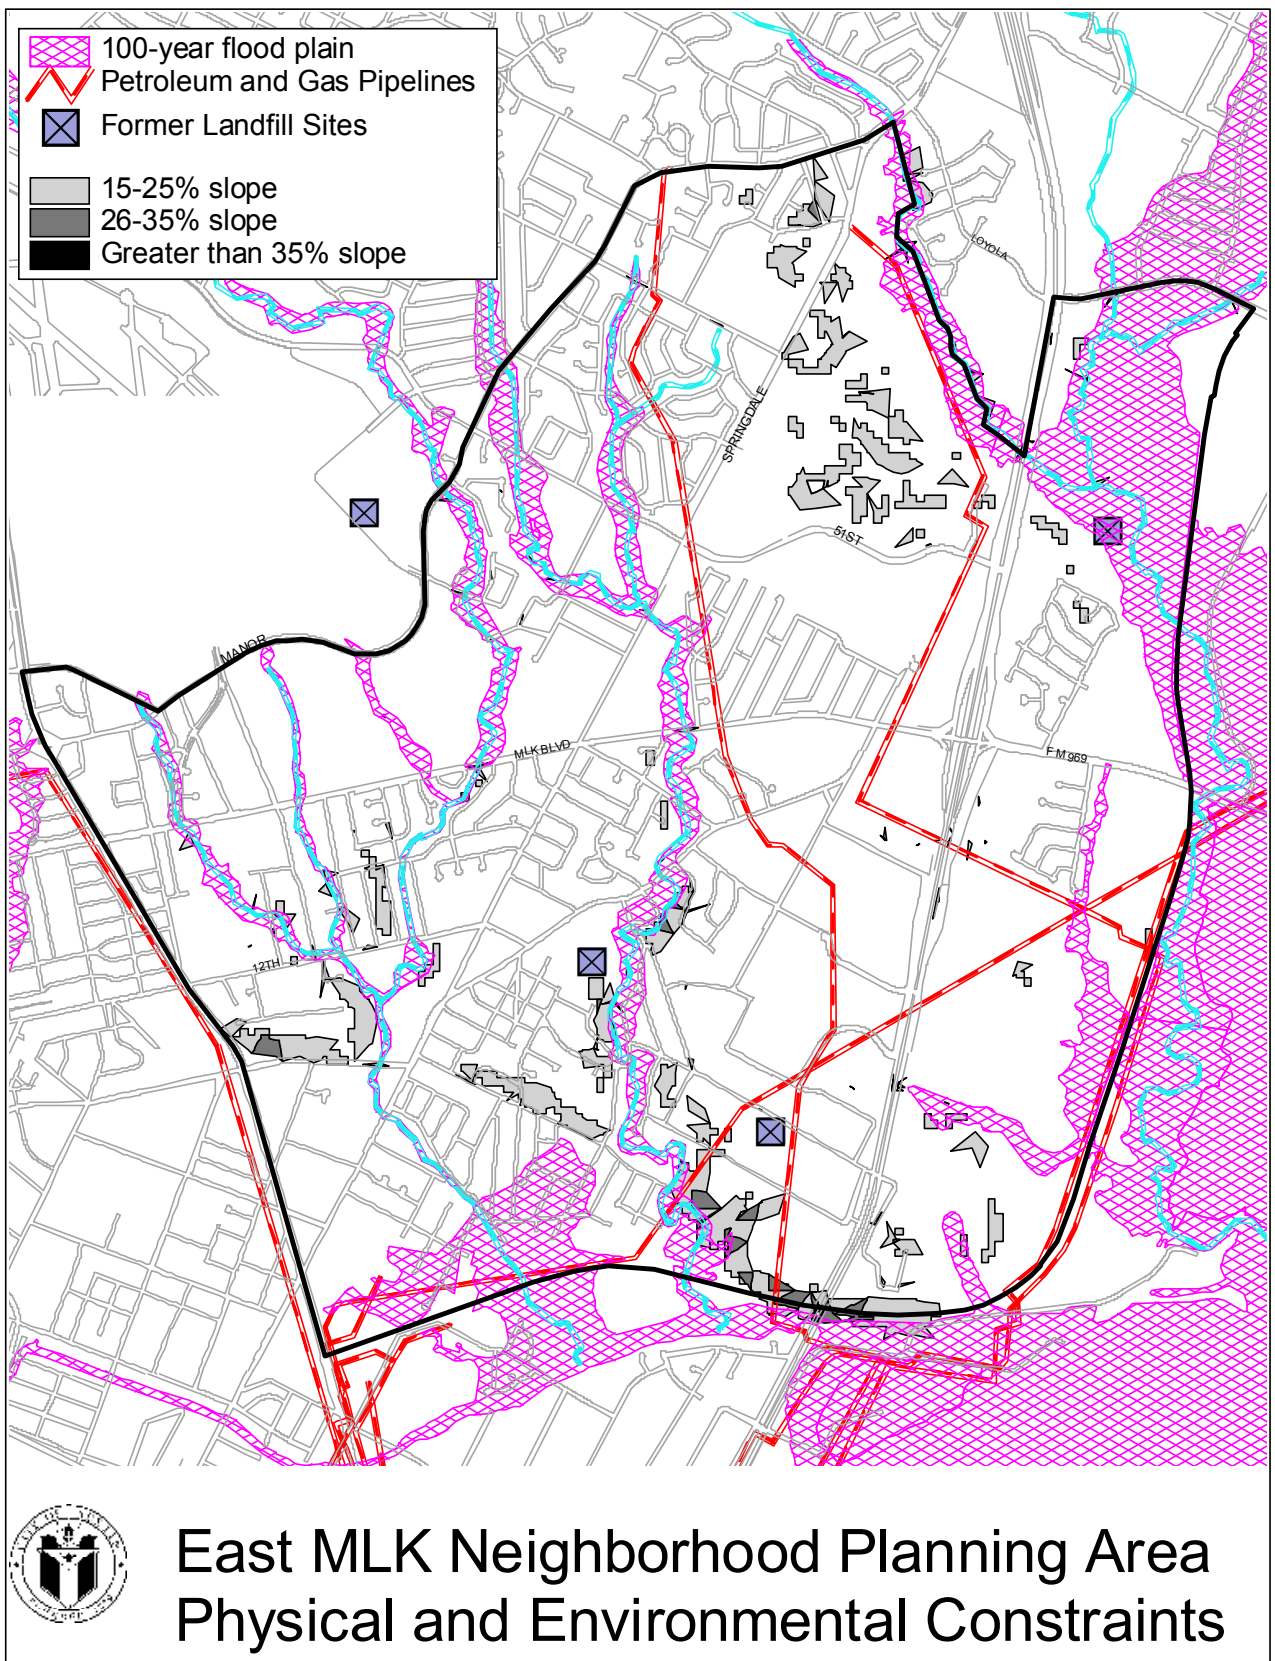 100-year flood plain
Petroleum and Gas Pipelines
Former Landfill Sites
15-25% slope
26-35% slope
Greater than 35% slope
LOYOLA
SPRINGDALE
51ST
MANOR
MLK BLVD
F M 969
12TH
East MLK Neighborhood Planning Area
Physical and Environmental Constraints